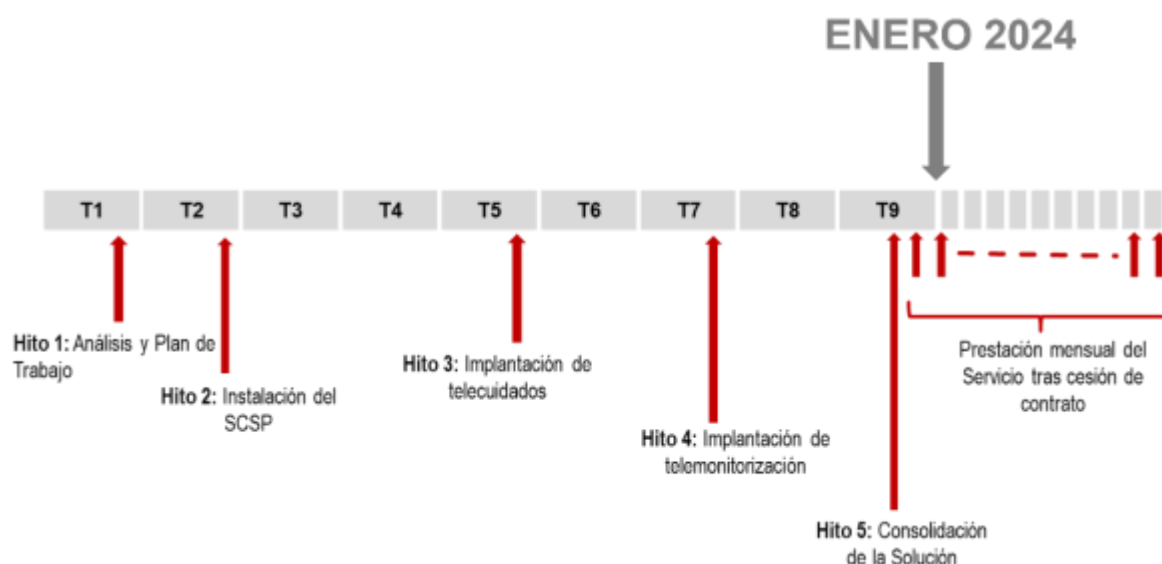 ENERO 2024
T1 T2 T3 T4 T5 T6 T7 T8 T9
Hito 1: Análisis y Plan de
Trabajo
Hito 2: Instalación del
SCSP
Hito 3: Implantación de
telecuidados
Hito 4: Implantación de
telemonitorización
Hito 5: Consolidación
de la Solución
Prestación mensual del
Servicio tras cesión de
contrato